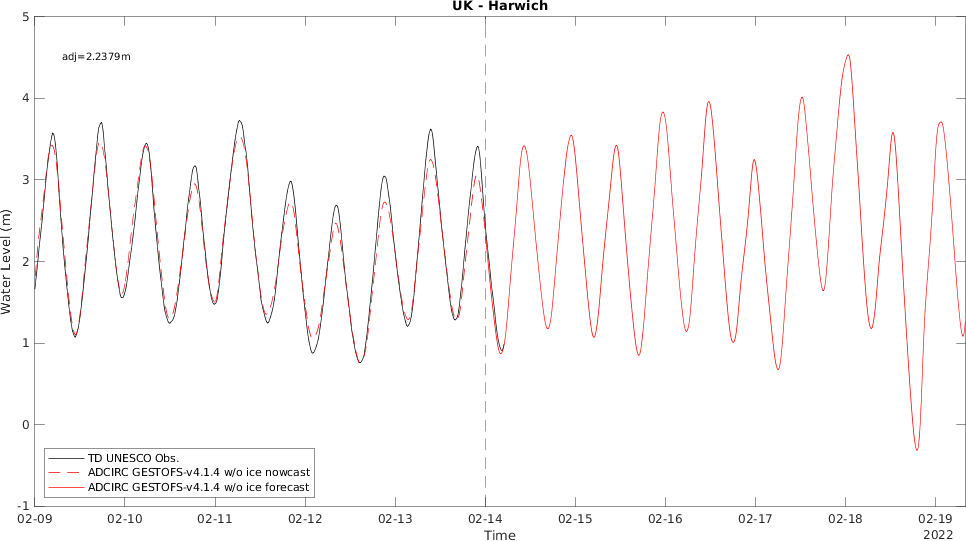 UK - Harwich
5
adj=2.2379m
4
3
2
1
0
-1
Water Level (m)
TD UNESCO Obs.
ADCIRC GESTOFS-v4.1.4 w/o ice nowcast
ADCIRC GESTOFS-v4.1.4 w/o ice forecast
02-09 02-10 02-11 02-12 02-13 02-14 02-15 02-16 02-17 02-18 02-19
Time 2022